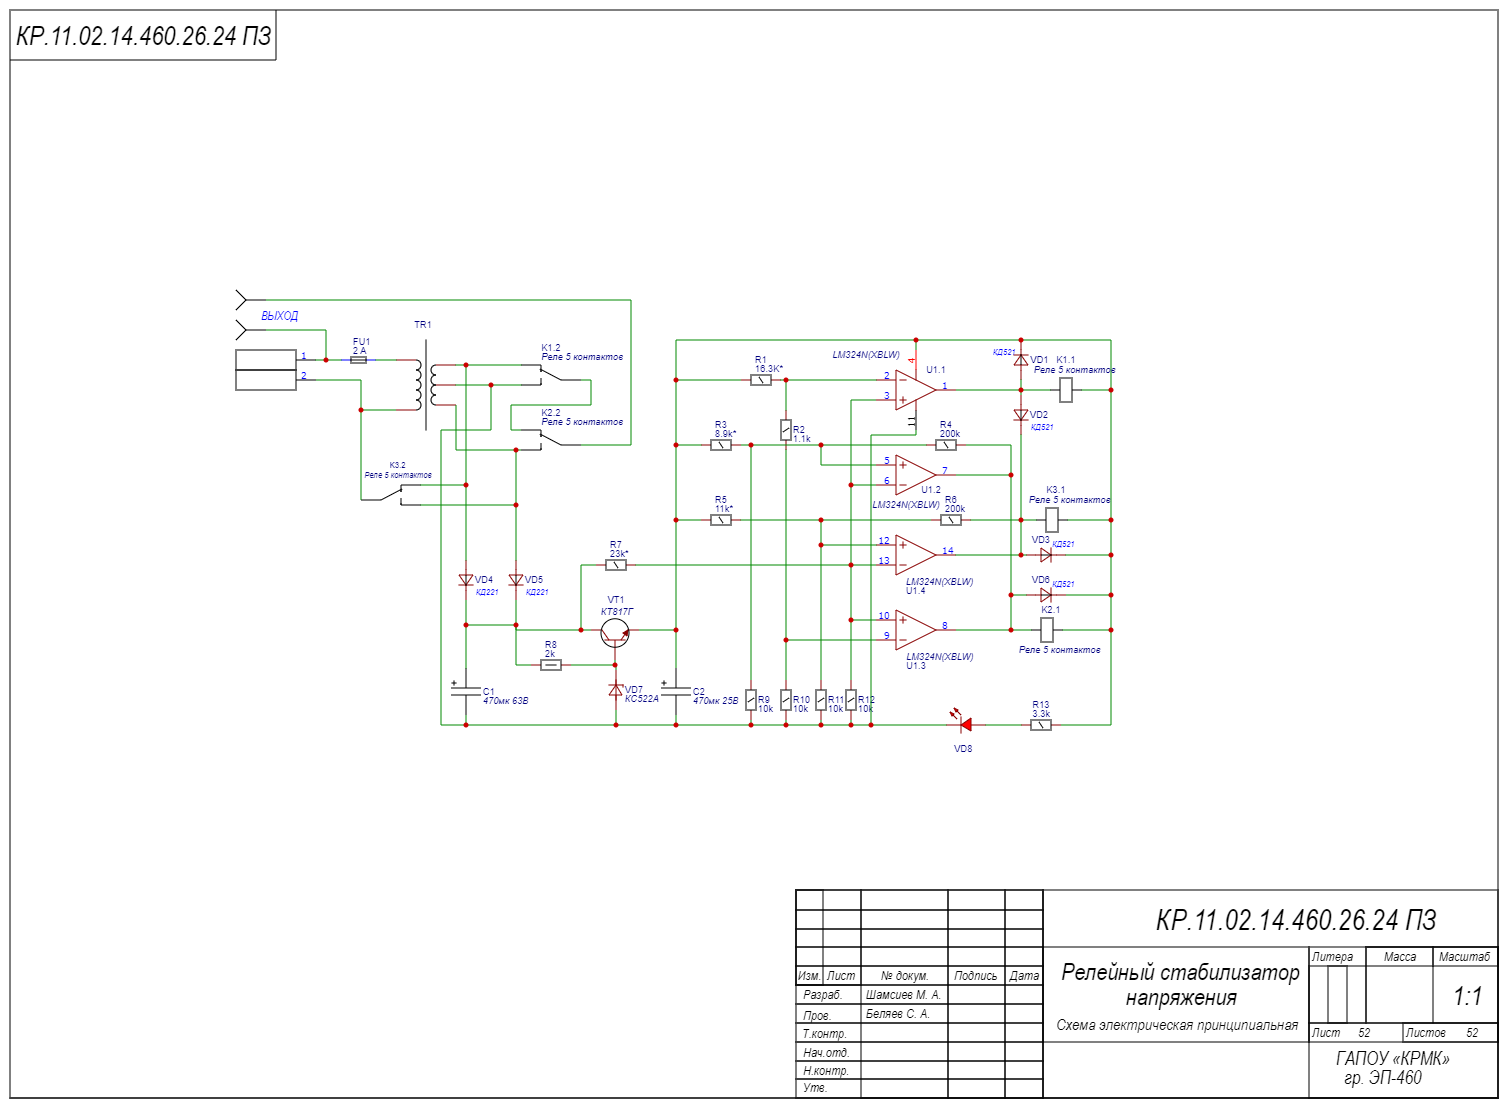 КР.11.02.14.460.26.24 ПЗ
ВЫХОД
1
2
FU1
2 A
TR1
K1.2
Реле 5 контактов
K2.2
Реле 5 контактов
K3.2
Реле 5 контактов
VD4
КД221
VD5
КД221
R7
23k*
VT1
КТ817Г
R8
2k
VD7
КС522А
C1
470мк 63В
C2
470мк 25В
R1
16.3K*
R2
1.1k
R3
8.9k*
R4
200k
R5
11k*
R6
200k
R9
10k
R10
10k
R11
10k
R12
10k
LM324N(XBLW)
U1.1
2
3
4
11
1
5
6
7
U1.2
LM324N(XBLW)
12
13
14
LM324N(XBLW)
U1.4
10
9
8
LM324N(XBLW)
U1.3
КД521
VD1
K1.1
Реле 5 контактов
VD2
КД521
K3.1
Реле 5 контактов
VD3
КД521
VD6
КД521
K2.1
Реле 5 контактов
VD8
R13
3.3k
КР.11.02.14.460.26.24 ПЗ
Изм. Лист № докум. Подпись Дата
Разраб. Шамсиев М. А.
Пров. Беляев С. А.
Т.контр.
Нач.отд.
Н.контр.
Утв.
Релейный стабилизатор
напряжения
Схема электрическая принципиальная
Литера Масса Масштаб
1:1
Лист 52 Листов 52
ГАПОУ «КРМК»
гр. ЭП-460